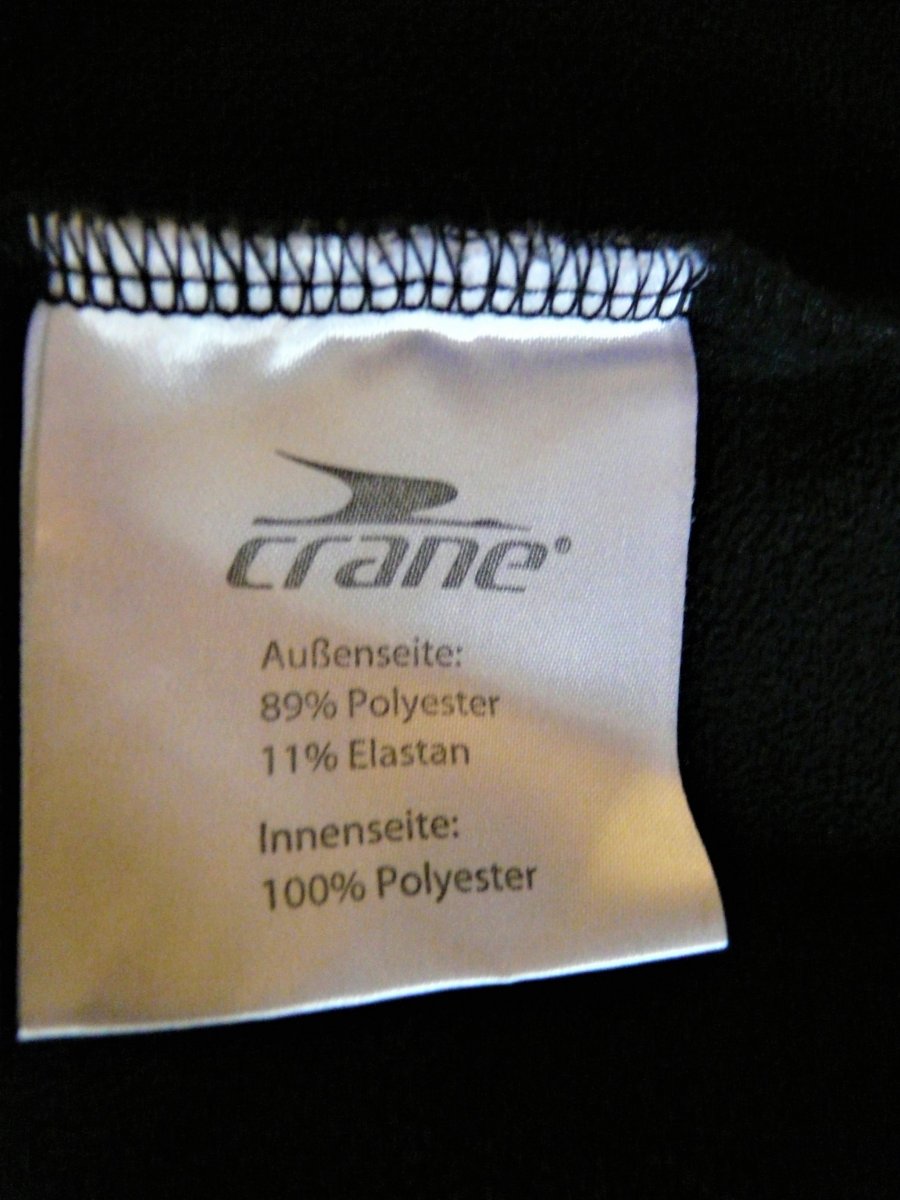 crane®
Außenseite:
89% Polyester
11% Elastan
Innenseite:
100% Polyester